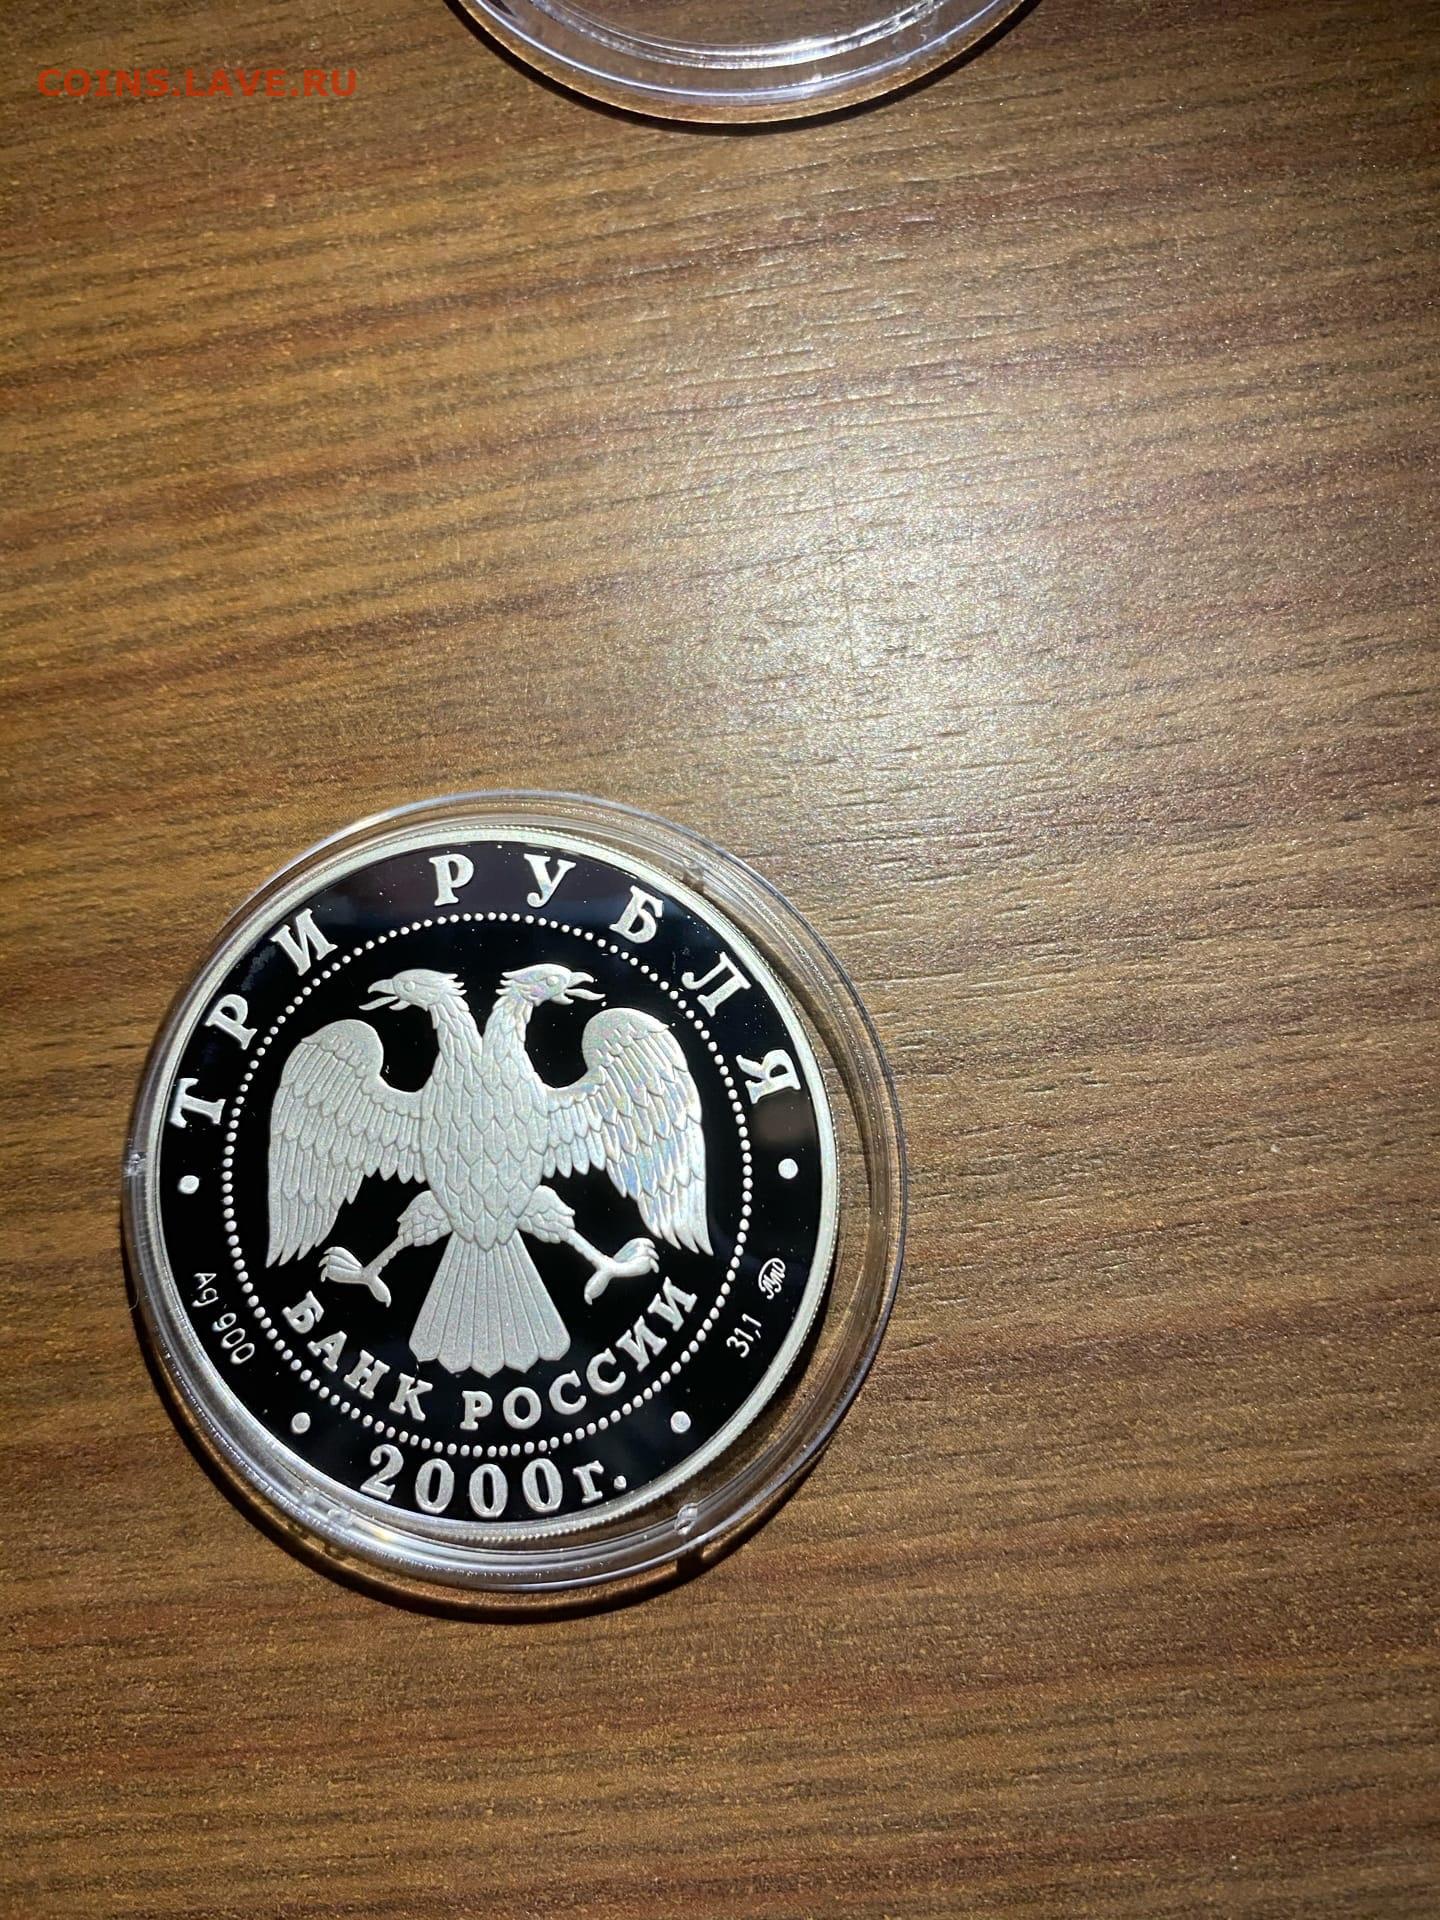 COINS.LAVE.RU
ТРИ РУБЛЯ
БАНК РОССИИ
Ag 900
31,1
2000г.